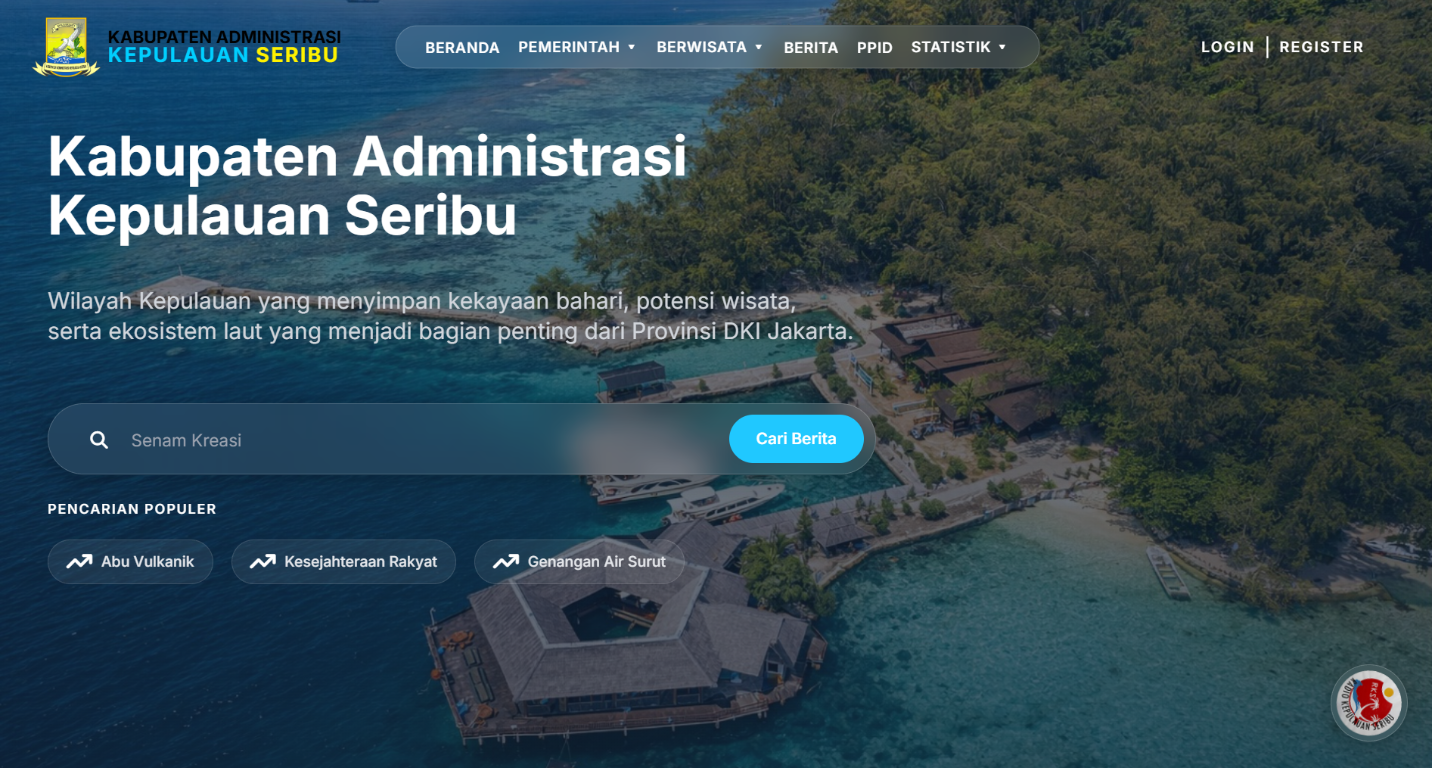 KABUPATEN ADMINISTRASI
KEPULAUAN SERIBU
BERANDA PEMERINTAH BERWISATA BERITA PPID STATISTIK
LOGIN REGISTER
Kabupaten Administrasi
Kepulauan Seribu
Wilayah Kepulauan yang menyimpan kekayaan bahari, potensi wisata,
serta ekosistem laut yang menjadi bagian penting dari Provinsi DKI Jakarta.
Senam Kreasi
Cari Berita
PENCARIAN POPULER
Abu Vulkanik
Kesejahteraan Rakyat
Genangan Air Surut
KEPULAUAN SERIBU